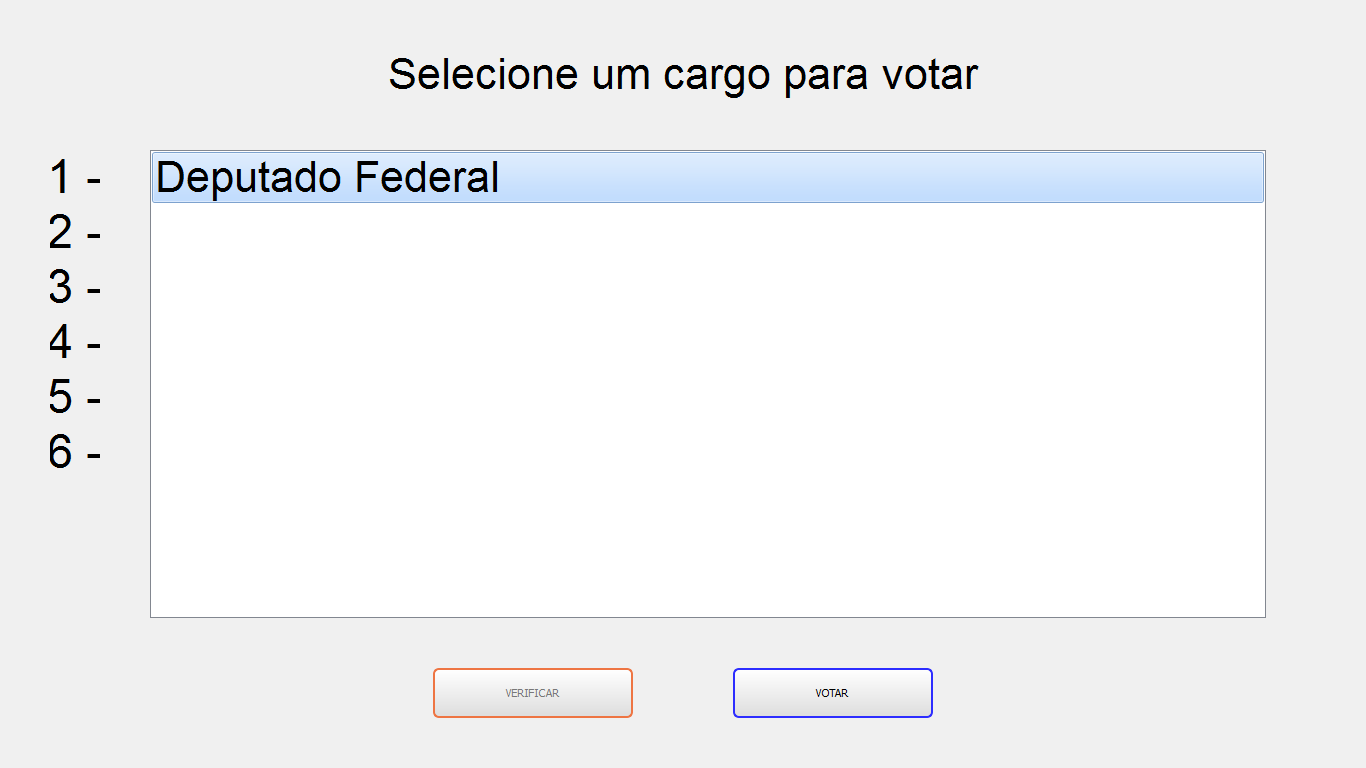 Selecione um cargo para votar
1 - Deputado Federal
2 -
3 -
4 -
5 -
6 -
VERIFICAR
VOTAR